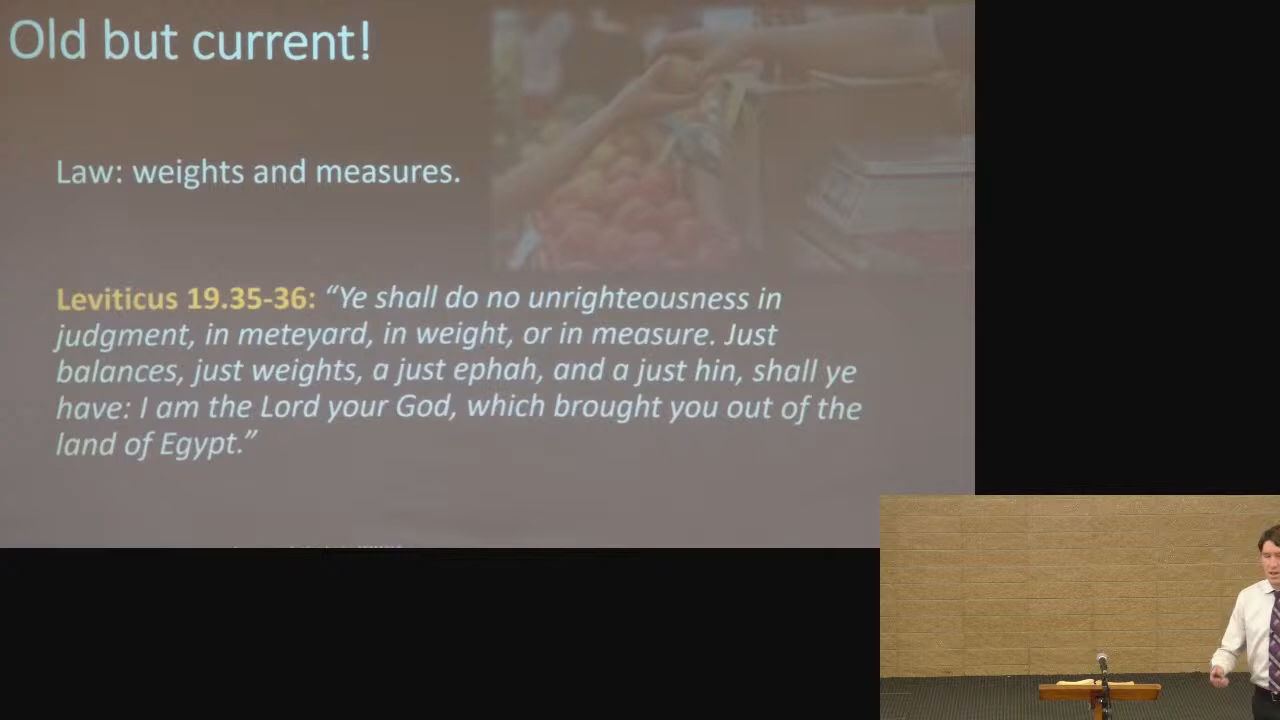 Old but current!
Law: weights and measures.
Leviticus 19.35-36: “Ye shall do no unrighteousness in
judgment, in meteyard, in weight, or in measure. Just
balances, just weights, a just ephah, and a just hin, shall ye
have: I am the Lord your God, which brought you out of the
land of Egypt.”